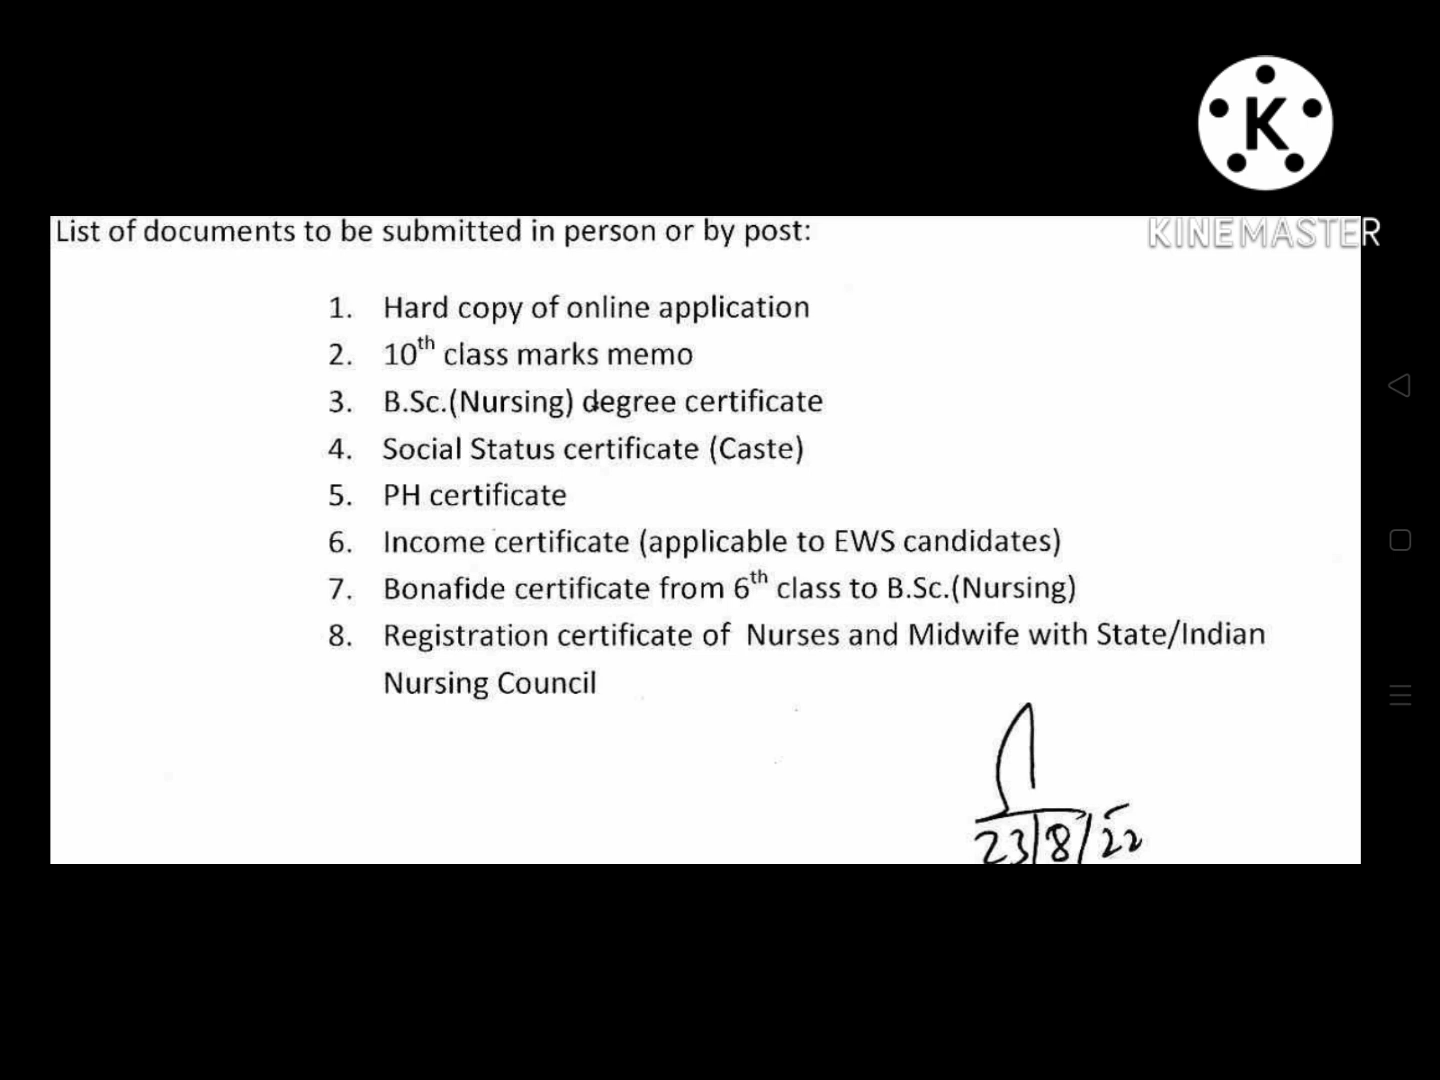 K
KINEMASTER
List of documents to be submitted in person or by post:
1. Hard copy of online application
2. 10th class marks memo
3. B.Sc.(Nursing) degree certificate
4. Social Status certificate (Caste)
5. PH certificate
6. Income certificate (applicable to EWS candidates)
7. Bonafide certificate from 6th class to B.Sc.(Nursing)
8. Registration certificate of Nurses and Midwife with State/Indian
Nursing Council
23/8/22